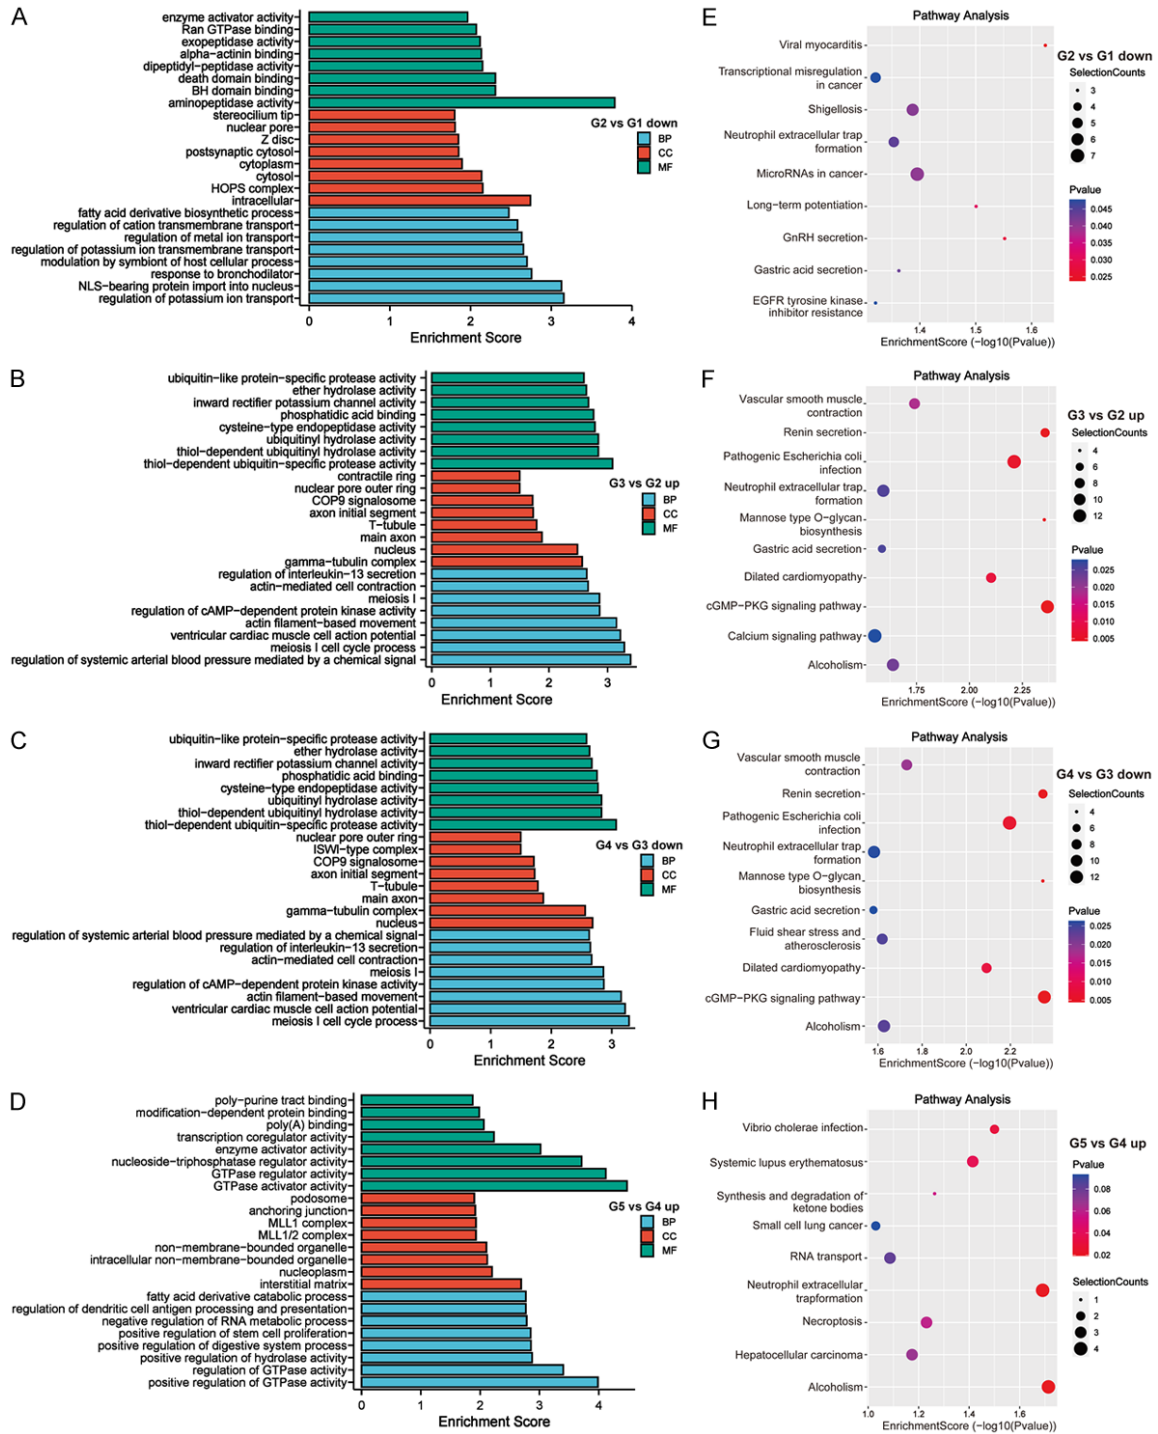 A
enzyme activator activity
Ran GTPase binding
exopeptidase activity
alpha−actinin binding
dipeptidyl−peptidase activity
death domain binding
BH domain binding
aminopeptidase activity
stereocilium tip
nuclear pore
Z disc
postsynaptic cytosol
cytoplasm
cytosol
HOPS complex
intracellular
fatty acid derivative biosynthetic process
regulation of cation transmembrane transport
regulation of metal ion transport
regulation of potassium ion transmembrane transport
modulation by symbiont of host cellular process
response to bronchodilator
NLS−bearing protein import into nucleus
regulation of potassium ion transport
0 1 2 3 4
Enrichment Score
G2 vs G1 down
BP
CC
MF
E
Pathway Analysis
Viral myocarditis
Transcriptional misregulation
in cancer
Shigellosis
Neutrophil extracellular trap
formation
MicroRNAs in cancer
Long−term potentiation
GnRH secretion
Gastric acid secretion
EGFR tyrosine kinase
inhibitor resistance
1.4 1.5 1.6
EnrichmentScore (−log10(Pvalue))
G2 vs G1 down
SelectionCounts
3
4
5
6
7
Pvalue
0.045
0.040
0.035
0.030
0.025
B
ubiquitin−like protein−specific protease activity
ether hydrolase activity
inward rectifier potassium channel activity
phosphatidic acid binding
cysteine−type endopeptidase activity
ubiquitinyl hydrolase activity
thiol−dependent ubiquitinyl hydrolase activity
thiol−dependent ubiquitin−specific protease activity
contractile ring
nuclear pore outer ring
COP9 signalosome
axon initial segment
T−tubule
main axon
nucleus
gamma−tubulin complex
regulation of interleukin−13 secretion
actin−mediated cell contraction
meiosis I
regulation of cAMP−dependent protein kinase activity
actin filament−based movement
ventricular cardiac muscle cell action potential
meiosis I cell cycle process
regulation of systemic arterial blood pressure mediated by a chemical signal
0 1 2 3
Enrichment Score
G3 vs G2 up
BP
CC
MF
F
Pathway Analysis
Vascular smooth muscle
contraction
Renin secretion
Pathogenic Escherichia coli
infection
Neutrophil extracellular trap
formation
Mannose type O−glycan
biosynthesis
Gastric acid secretion
Dilated cardiomyopathy
cGMP−PKG signaling pathway
Calcium signaling pathway
Alcoholism
1.75 2.00 2.25
EnrichmentScore (−log10(Pvalue))
G3 vs G2 up
SelectionCounts
4
6
8
10
12
Pvalue
0.025
0.020
0.015
0.010
0.005
C
ubiquitin−like protein−specific protease activity
ether hydrolase activity
inward rectifier potassium channel activity
phosphatidic acid binding
cysteine−type endopeptidase activity
ubiquitinyl hydrolase activity
thiol−dependent ubiquitinyl hydrolase activity
thiol−dependent ubiquitin−specific protease activity
nuclear pore outer ring
ISWI−type complex
COP9 signalosome
axon initial segment
T−tubule
main axon
gamma−tubulin complex
nucleus
regulation of systemic arterial blood pressure mediated by a chemical signal
regulation of interleukin−13 secretion
actin−mediated cell contraction
meiosis I
regulation of cAMP−dependent protein kinase activity
actin filament−based movement
ventricular cardiac muscle cell action potential
meiosis I cell cycle process
0 1 2 3
Enrichment Score
G4 vs G3 down
BP
CC
MF
G
Pathway Analysis
Vascular smooth muscle
contraction
Renin secretion
Pathogenic Escherichia coli
infection
Neutrophil extracellular trap
formation
Mannose type O−glycan
biosynthesis
Gastric acid secretion
Fluid shear stress and
atherosclerosis
Dilated cardiomyopathy
cGMP−PKG signaling pathway
Alcoholism
1.6 1.8 2.0 2.2
EnrichmentScore (−log10(Pvalue))
G4 vs G3 down
SelectionCounts
4
6
8
10
12
Pvalue
0.025
0.020
0.015
0.010
0.005
D
poly−purine tract binding
modification−dependent protein binding
poly(A) binding
transcription coregulator activity
enzyme activator activity
nucleoside−triphosphatase regulator activity
GTPase regulator activity
GTPase activator activity
podosome
anchoring junction
MLL1 complex
MLL1/2 complex
non−membrane−bounded organelle
intracellular non−membrane−bounded organelle
nucleoplasm
interstitial matrix
fatty acid derivative catabolic process
regulation of dendritic cell antigen processing and presentation
negative regulation of RNA metabolic process
positive regulation of stem cell proliferation
positive regulation of digestive system process
positive regulation of hydrolase activity
regulation of GTPase activity
positive regulation of GTPase activity
0 1 2 3 4
Enrichment Score
G5 vs G4 up
BP
CC
MF
H
Pathway Analysis
Vibrio cholerae infection
Systemic lupus erythematosus
Synthesis and degradation of
ketone bodies
Small cell lung cancer
RNA transport
Neutrophil extracellular
trapformation
Necroptosis
Hepatocellular carcinoma
Alcoholism
1.0 1.2 1.4 1.6
EnrichmentScore (−log10(Pvalue))
G5 vs G4 up
Pvalue
0.08
0.06
0.04
0.02
SelectionCounts
1
2
3
4